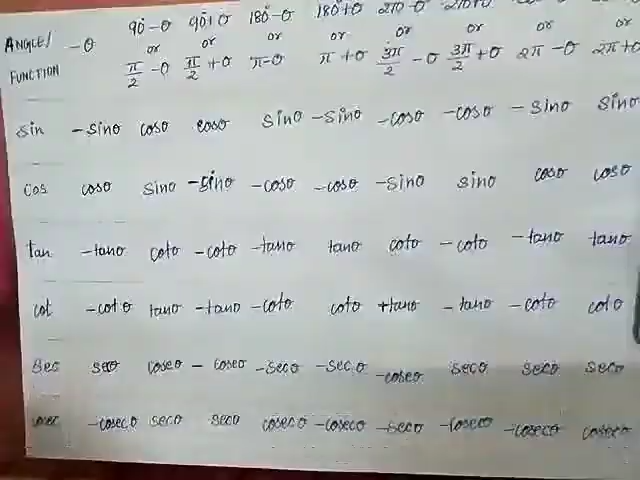 90°-θ 90°+θ 180°-θ 180°+θ 270-θ 270+θ
ANGLE/ -θ or or or or or or or or
FUNCTION π/2 -θ π/2 +θ π-θ π+θ 3π/2 -θ 3π/2 +θ 2π-θ 2π+θ
sin -sinθ cosθ cosθ sinθ -sinθ -cosθ -cosθ -sinθ sinθ
cos cosθ sinθ -sinθ -cosθ -cosθ -sinθ sinθ cosθ cosθ
tan -tanθ cotθ -cotθ -tanθ tanθ cotθ -cotθ -tanθ tanθ
cot -cotθ tanθ -tanθ -cotθ cotθ +tanθ -tanθ -cotθ cotθ
Sec secθ cosecθ -cosecθ -secθ -secθ -cosecθ secθ secθ secθ
cosec -cosecθ secθ secθ cosecθ -cosecθ -secθ -cosecθ -cosecθ cosecθ